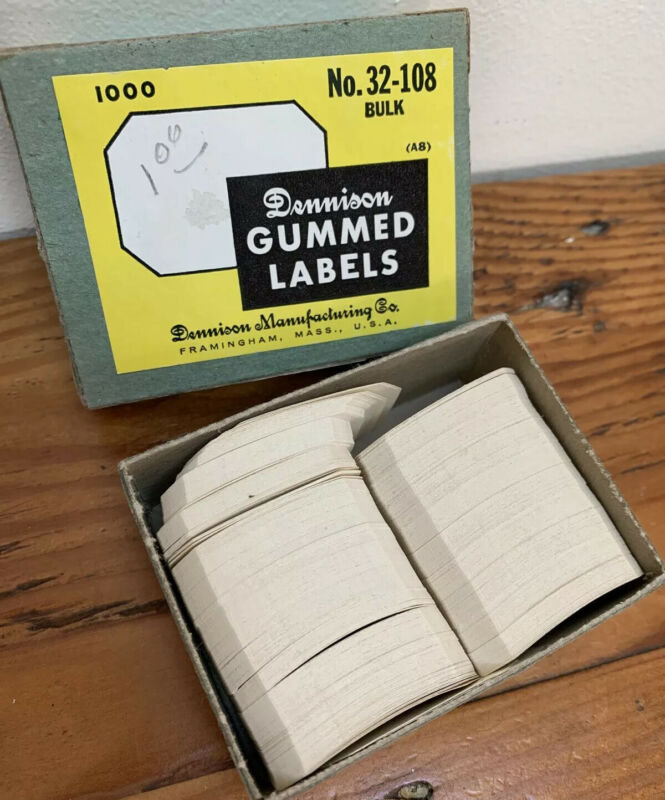 1000
No. 32-108
BULK
(A8)
100
Dennison
GUMMED
LABELS
Dennison Manufacturing Co.
FRAMINGHAM, MASS., U.S.A.